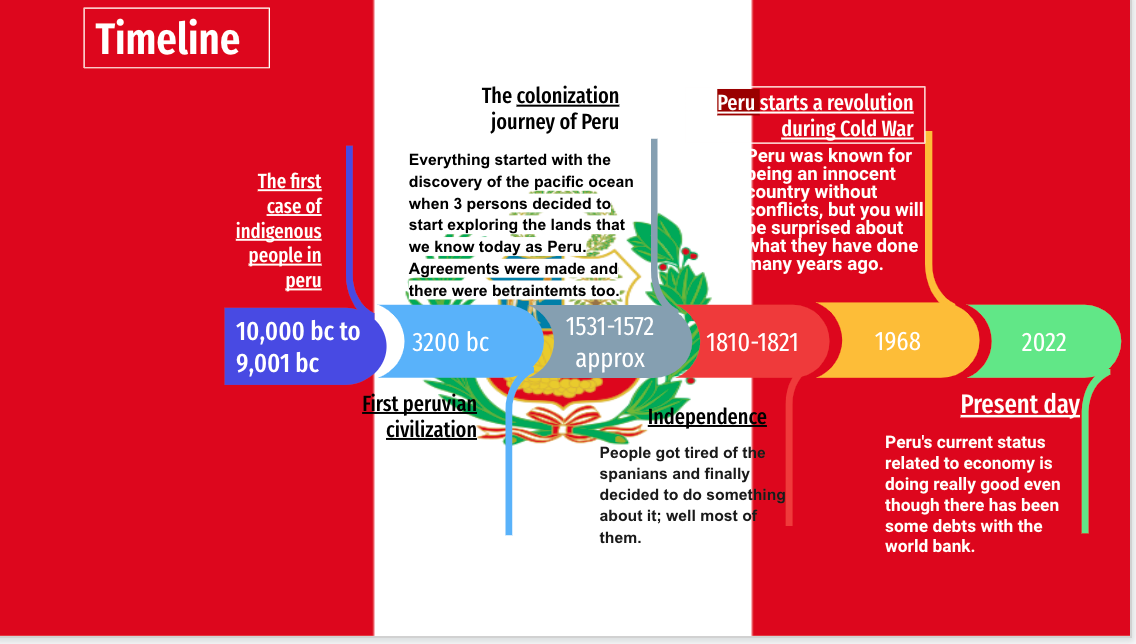 Timeline
The first
case of
indigenous
people in
peru
10,000 bc to
9,001 bc
3200 bc
First peruvian
civilization
The colonization
journey of Peru
Everything started with the
discovery of the pacific ocean
when 3 persons decided to
start exploring the lands that
we know today as Peru.
Agreements were made and
there were betraintemts too.
1531-1572
approx
1810-1821
Independence
People got tired of the
spanians and finally
decided to do something
about it; well most of
them.
Peru starts a revolution
during Cold War
Peru was known for
being an innocent
country without
conflicts, but you will
be surprised about
what they have done
many years ago.
1968
2022
Present day
Peru's current status
related to economy is
doing really good even
though there has been
some debts with the
world bank.